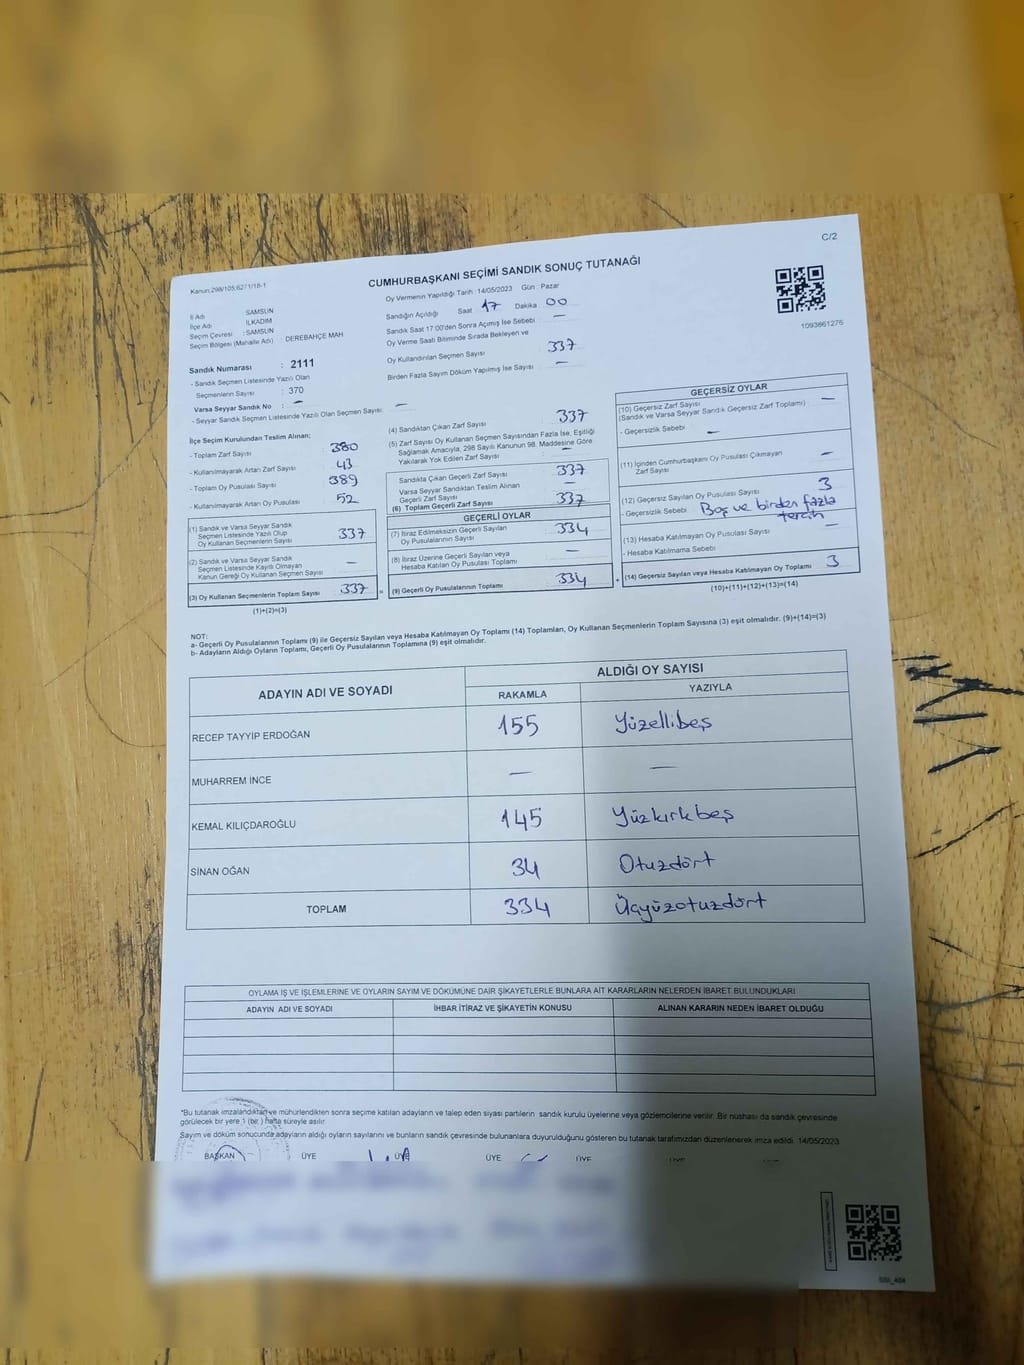 C/2
Kanun:298/105;6271/18-1
CUMHURBAŞKANI SEÇİMİ SANDIK SONUÇ TUTANAĞI
1093861276
İl Adı : SAMSUN
İlçe Adı : İLKADIM
Seçim Çevresi : SAMSUN
Seçim Bölgesi (Mahalle Adı) : DEREBAHÇE MAH
Sandık Numarası : 2111
- Sandık Seçmen Listesinde Yazılı Olan
Seçmenlerin Sayısı : 370
Varsa Seyyar Sandık No : —
- Seyyar Sandık Seçmen Listesinde Yazılı Olan Seçmen Sayısı: —
Oy Vermenin Yapıldığı Tarih : 14/05/2023 Gün : Pazar
Sandığın Açıldığı Saat 17 Dakika 00
Sandık Saat 17:00'den Sonra Açılmış İse Sebebi : —
Oy Verme Saati Bitiminde Sırada Bekleyen ve
Oy Kullandırılan Seçmen Sayısı : 337
Birden Fazla Sayım Döküm Yapılmış İse Sayısı : —
İlçe Seçim Kurulundan Teslim Alınan;
- Toplam Zarf Sayısı : 380
- Kullanılmayarak Artan Zarf Sayısı : 43
- Toplam Oy Pusulası Sayısı : 389
- Kullanılmayarak Artan Oy Pusulası : 52
(1) Sandık ve Varsa Seyyar Sandık
Seçmen Listesinde Yazılı Olup
Oy Kullanan Seçmenlerin Sayısı : 337
(2) Sandık ve Varsa Seyyar Sandık
Seçmen Listesinde Kayıtlı Olmayan
Kanun Gereği Oy Kullanan Seçmen Sayısı : —
(3) Oy Kullanan Seçmenlerin Toplam Sayısı : 337 =
(1)+(2)=(3)
(4) Sandıktan Çıkan Zarf Sayısı : 337
(5) Zarf Sayısı Oy Kullanan Seçmen Sayısından Fazla İse, Eşitliği
Sağlamak Amacıyla, 298 Sayılı Kanunun 98. Maddesine Göre
Yakılarak Yok Edilen Zarf Sayısı : —
Sandıkta Çıkan Geçerli Zarf Sayısı : 337
Varsa Seyyar Sandıktan Teslim Alınan
Geçerli Zarf Sayısı : —
(6) Toplam Geçerli Zarf Sayısı : 337
GEÇERLİ OYLAR
(7) İtiraz Edilmeksizin Geçerli Sayılan
Oy Pusulalarının Sayısı : 334
(8) İtiraz Üzerine Geçerli Sayılan veya
Hesaba Katılan Oy Pusulası Toplamı : —
(9) Geçerli Oy Pusulalarının Toplamı : 334 +
GEÇERSİZ OYLAR
(10) Geçersiz Zarf Sayısı
(Sandık ve Varsa Seyyar Sandık Geçersiz Zarf Toplamı) : —
- Geçersizlik Sebebi : —
(11) İçinden Cumhurbaşkanı Oy Pusulası Çıkmayan
Zarf Sayısı : —
(12) Geçersiz Sayılan Oy Pusulası Sayısı : 3
- Geçersizlik Sebebi : Boş ve birden fazla
tercih
(13) Hesaba Katılmayan Oy Pusulası Sayısı : —
- Hesaba Katılmama Sebebi :
(14) Geçersiz Sayılan veya Hesaba Katılmayan Oy Toplamı : 3
(10)+(11)+(12)+(13)=(14)
NOT:
a- Geçerli Oy Pusulalarının Toplamı (9) ile Geçersiz Sayılan veya Hesaba Katılmayan Oy Toplamı (14) Toplamları, Oy Kullanan Seçmenlerin Toplam Sayısına (3) eşit olmalıdır. (9)+(14)=(3)
b- Adayların Aldığı Oyların Toplamı, Geçerli Oy Pusulalarının Toplamına (9) eşit olmalıdır.
ADAYIN ADI VE SOYADI
ALDIĞI OY SAYISI
RAKAMLA YAZIYLA
RECEP TAYYİP ERDOĞAN 155 Yüzellibeş
MUHARREM İNCE — —
KEMAL KILIÇDAROĞLU 145 Yüzkırkbeş
SİNAN OĞAN 34 Otuzdört
TOPLAM 334 Üçyüzotuzdört
OYLAMA İŞ VE İŞLEMLERİNE VE OYLARIN SAYIM VE DÖKÜMÜNE DAİR ŞİKAYETLERLE BUNLARA AİT KARARLARIN NELERDEN İBARET BULUNDUKLARI
ADAYIN ADI VE SOYADI İHBAR İTİRAZ VE ŞİKAYETİN KONUSU ALINAN KARARIN NEDEN İBARET OLDUĞU
*Bu tutanak imzalandıktan ve mühürlendikten sonra seçime katılan adayların ve talep eden siyasi partilerin sandık kurulu üyelerine veya gözlemcilerine verilir. Bir nüshası da sandık çevresinde
görülecek bir yere 1 (bir) hafta süreyle asılır.
Sayım ve döküm sonucunda adayların aldığı oyların sayılarını ve bunların sandık çevresinde bulunanlara duyurulduğunu gösteren bu tutanak tarafımızdan düzenlenerek imza edildi. 14/05/2023
BAŞKAN ÜYE ÜYE ÜYE ÜYE